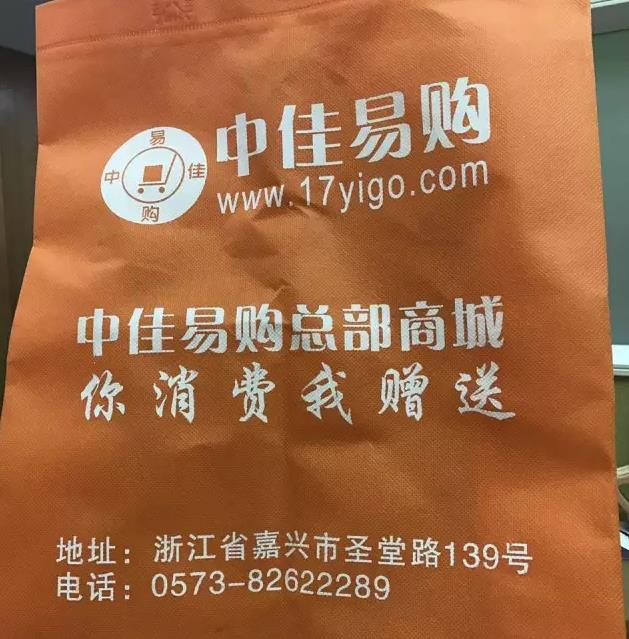 中佳易购
易
中 佳
购
www.17yigo.com
中佳易购总部商城
你消费我赠送
地址：浙江省嘉兴市圣堂路139号
电话：0573-82622289